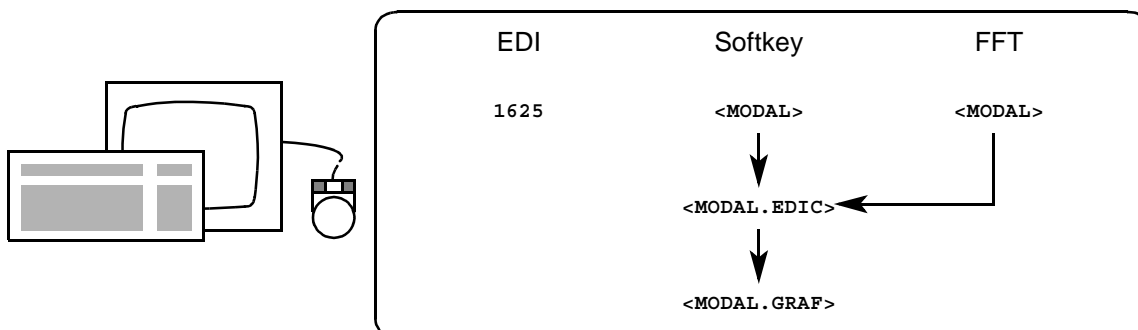 EDI Softkey FFT
1625 <MODAL> <MODAL>
<MODAL.EDIC>
<MODAL.GRAF>